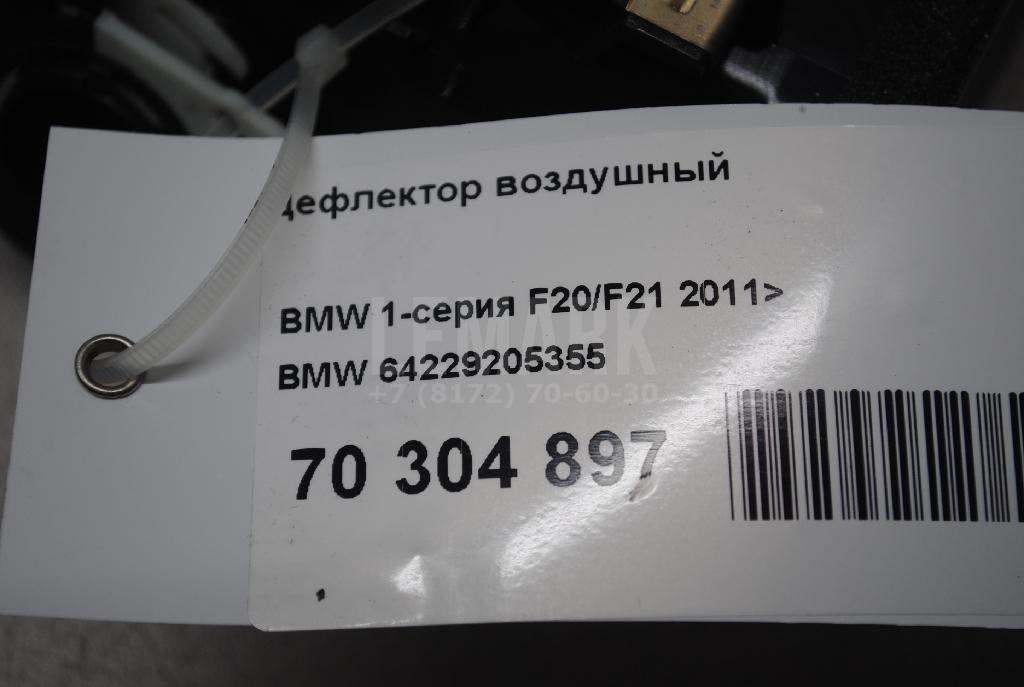 дефлектор воздушный
BMW 1-серия F20/F21 2011>
LEMARK
BMW 64229205355
+7 (8172) 70-60-30
70 304 897